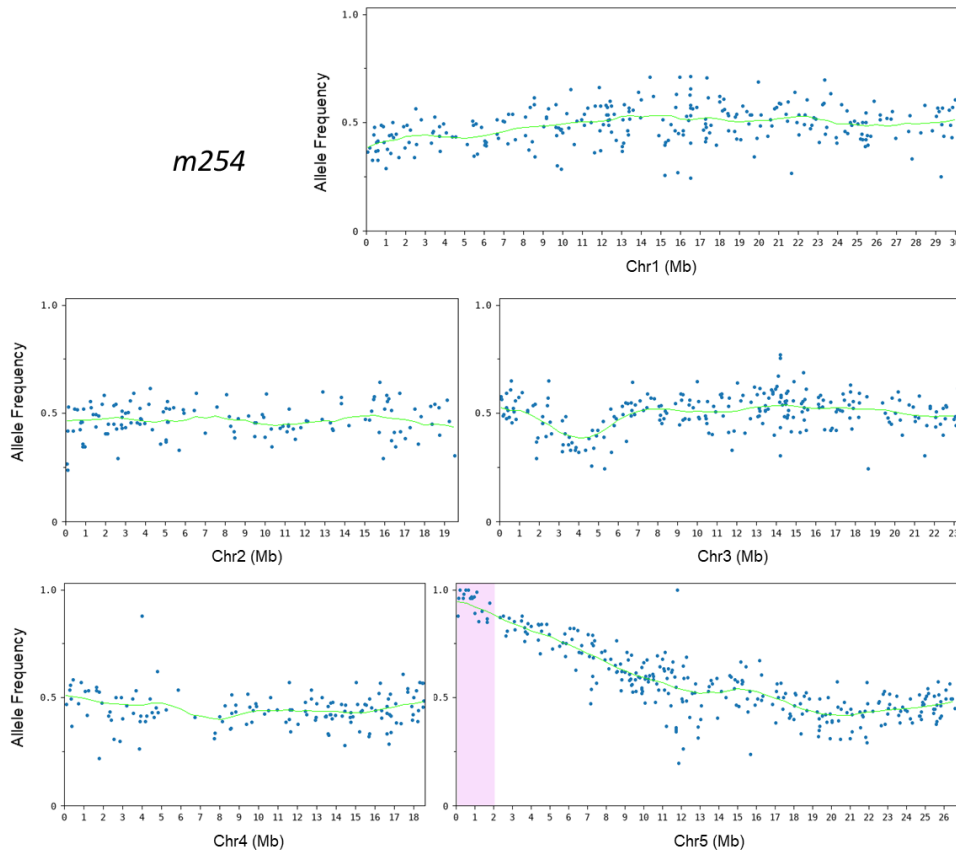 m254
1.0
0.5
0
Allele Frequency
0 1 2 3 4 5 6 7 8 9 10 11 12 13 14 15 16 17 18 19 20 21 22 23 24 25 26 27 28 29 30
Chr1 (Mb)
1.0
0.5
0
Allele Frequency
0 1 2 3 4 5 6 7 8 9 10 11 12 13 14 15 16 17 18 19
Chr2 (Mb)
1.0
0.5
0
0 1 2 3 4 5 6 7 8 9 10 11 12 13 14 15 16 17 18 19 20 21 22 23
Chr3 (Mb)
1.0
0.5
0
Allele Frequency
0 1 2 3 4 5 6 7 8 9 10 11 12 13 14 15 16 17 18
Chr4 (Mb)
1.0
0.5
0
0 1 2 3 4 5 6 7 8 9 10 11 12 13 14 15 16 17 18 19 20 21 22 23 24 25 26
Chr5 (Mb)